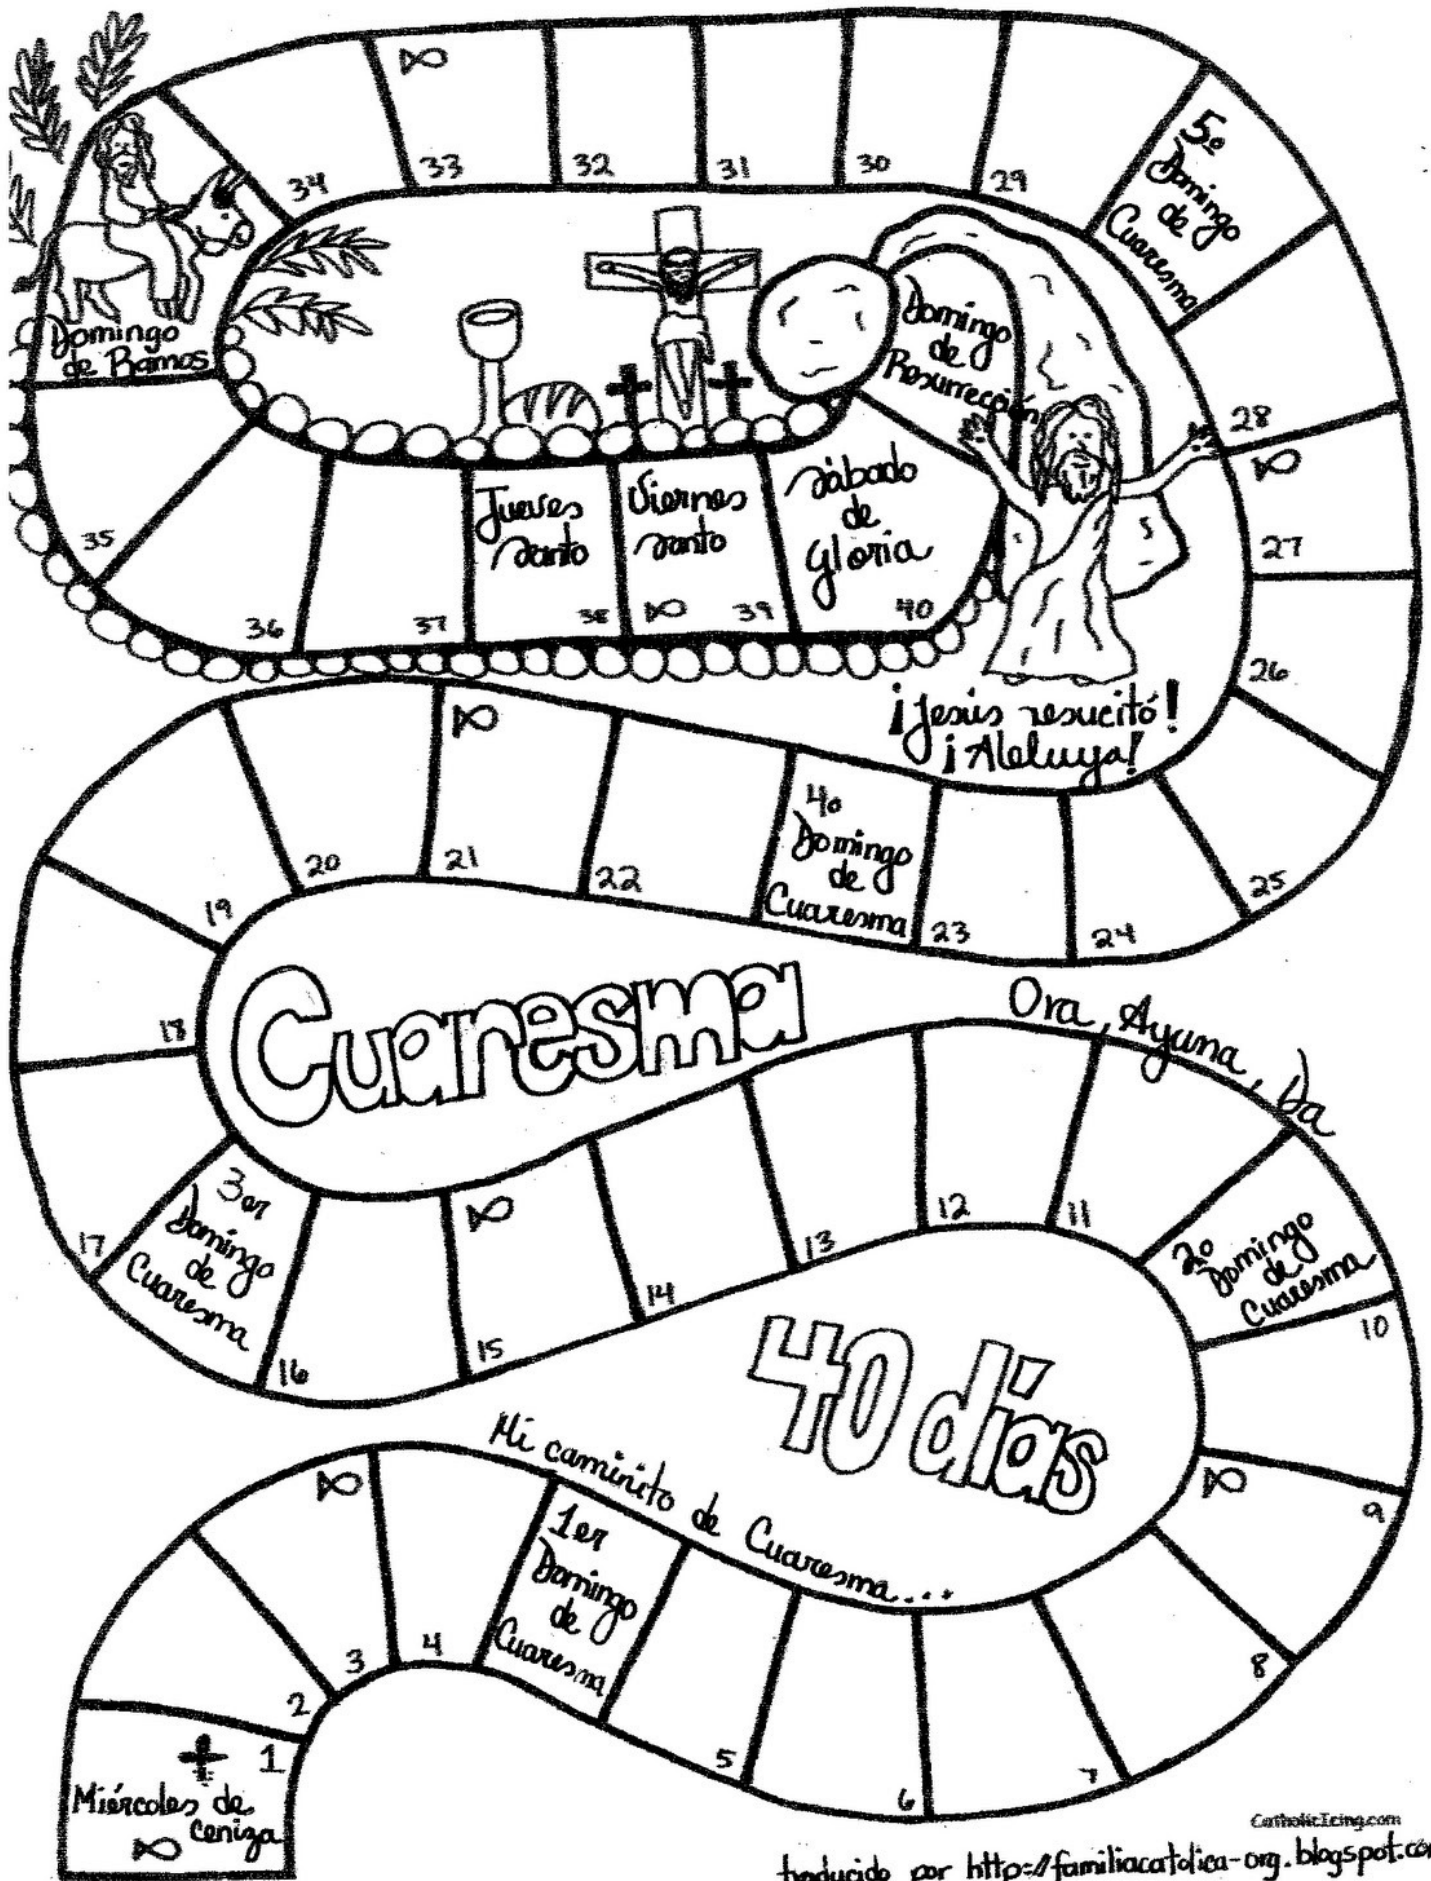 34
33
32
31
30
29
5º
Domingo
de
Cuaresma
28
27
26
25
24
23
4º
Domingo
de
Cuaresma
22
21
20
19
18
17
3er
Domingo
de
Cuaresma
16
15
14
13
12
11
2º
Domingo
de
Cuaresma
10
9
8
7
6
5
1er
Domingo
de
Cuaresma
4
3
2
1
Miércoles de
Ceniza
Domingo
de Ramos
35
36
37
Jueves
Santo
38
Viernes
Santo
39
Sábado
de
Gloria
40
Domingo
de
Resurrección
¡Jesús resucitó!
¡Aleluya!
Cuaresma
Ora, Ayuna, Da
40 días
Mi caminito de Cuaresma...
CatholicIcing.com
traducido por http://familiacatolica-org.blogspot.com